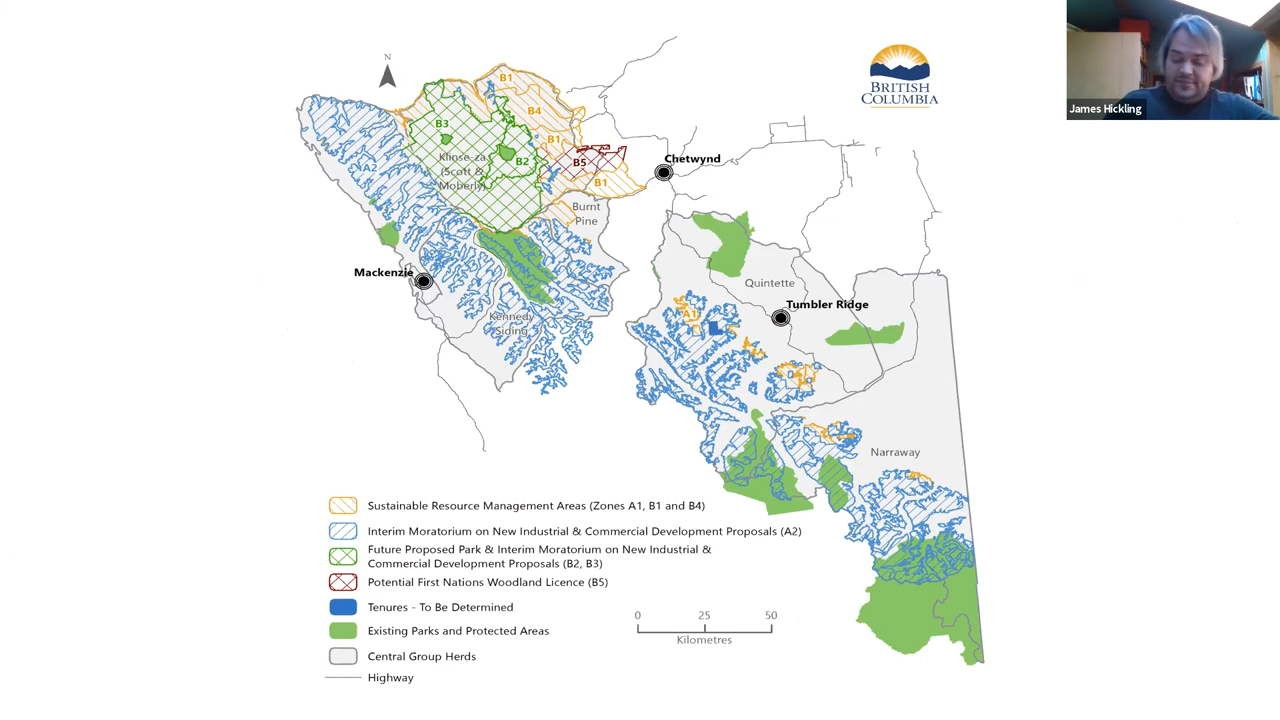 N
B1
B4
B3
B1
BRITISH
COLUMBIA
James Hickling
Klinse-za
(Scott &
Moberly)
B2
B5
Chetwynd
A2
B1
Burnt
Pine
Mackenzie
Quintette
Tumbler Ridge
Kennedy
Siding
A1
Narraway
Sustainable Resource Management Areas (Zones A1, B1 and B4)
Interim Moratorium on New Industrial & Commercial Development Proposals (A2)
Future Proposed Park & Interim Moratorium on New Industrial &
Commercial Development Proposals (B2, B3)
Potential First Nations Woodland Licence (B5)
Tenures - To Be Determined
Existing Parks and Protected Areas
Central Group Herds
Highway
0 25 50
Kilometres